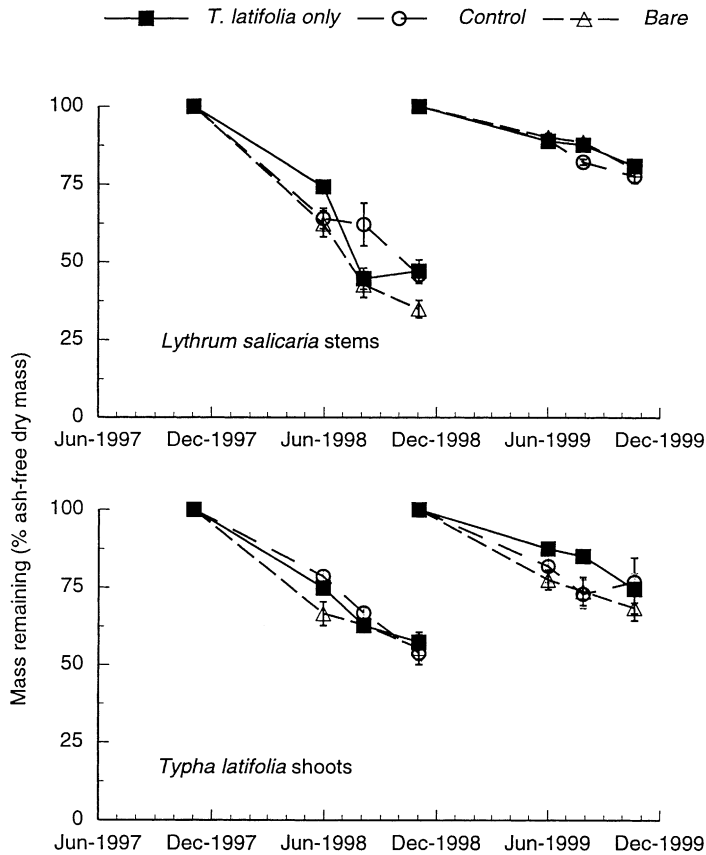 T. latifolia only Control Bare
100
75
50
25
0
Lythrum salicaria stems
Jun-1997 Dec-1997 Jun-1998 Dec-1998 Jun-1999 Dec-1999
Mass remaining (% ash-free dry mass)
100
75
50
25
0
Typha latifolia shoots
Jun-1997 Dec-1997 Jun-1998 Dec-1998 Jun-1999 Dec-1999